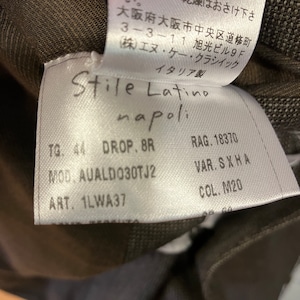 大阪府大阪市中央区道修町
3-3-11 旭光ビル9F
㈱エヌ・ケー・クラシイック
イタリア製
Stile Latino
napoli
TG. 44 DROP. 8R RAG. 18370
MOD. AUALDO30TJ2 VAR. S X H A
ART. 1LWA37 COL. M20